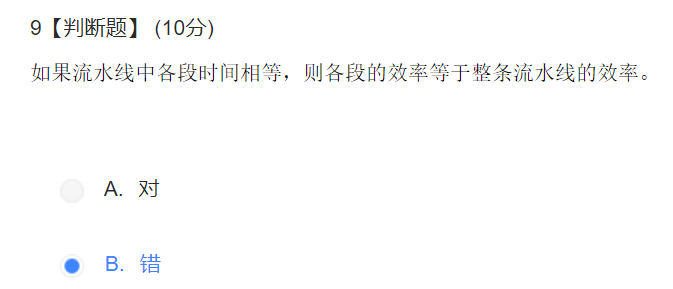 9【判断题】 (10分)
如果流水线中各段时间相等，则各段的效率等于整条流水线的效率。
A. 对
B. 错